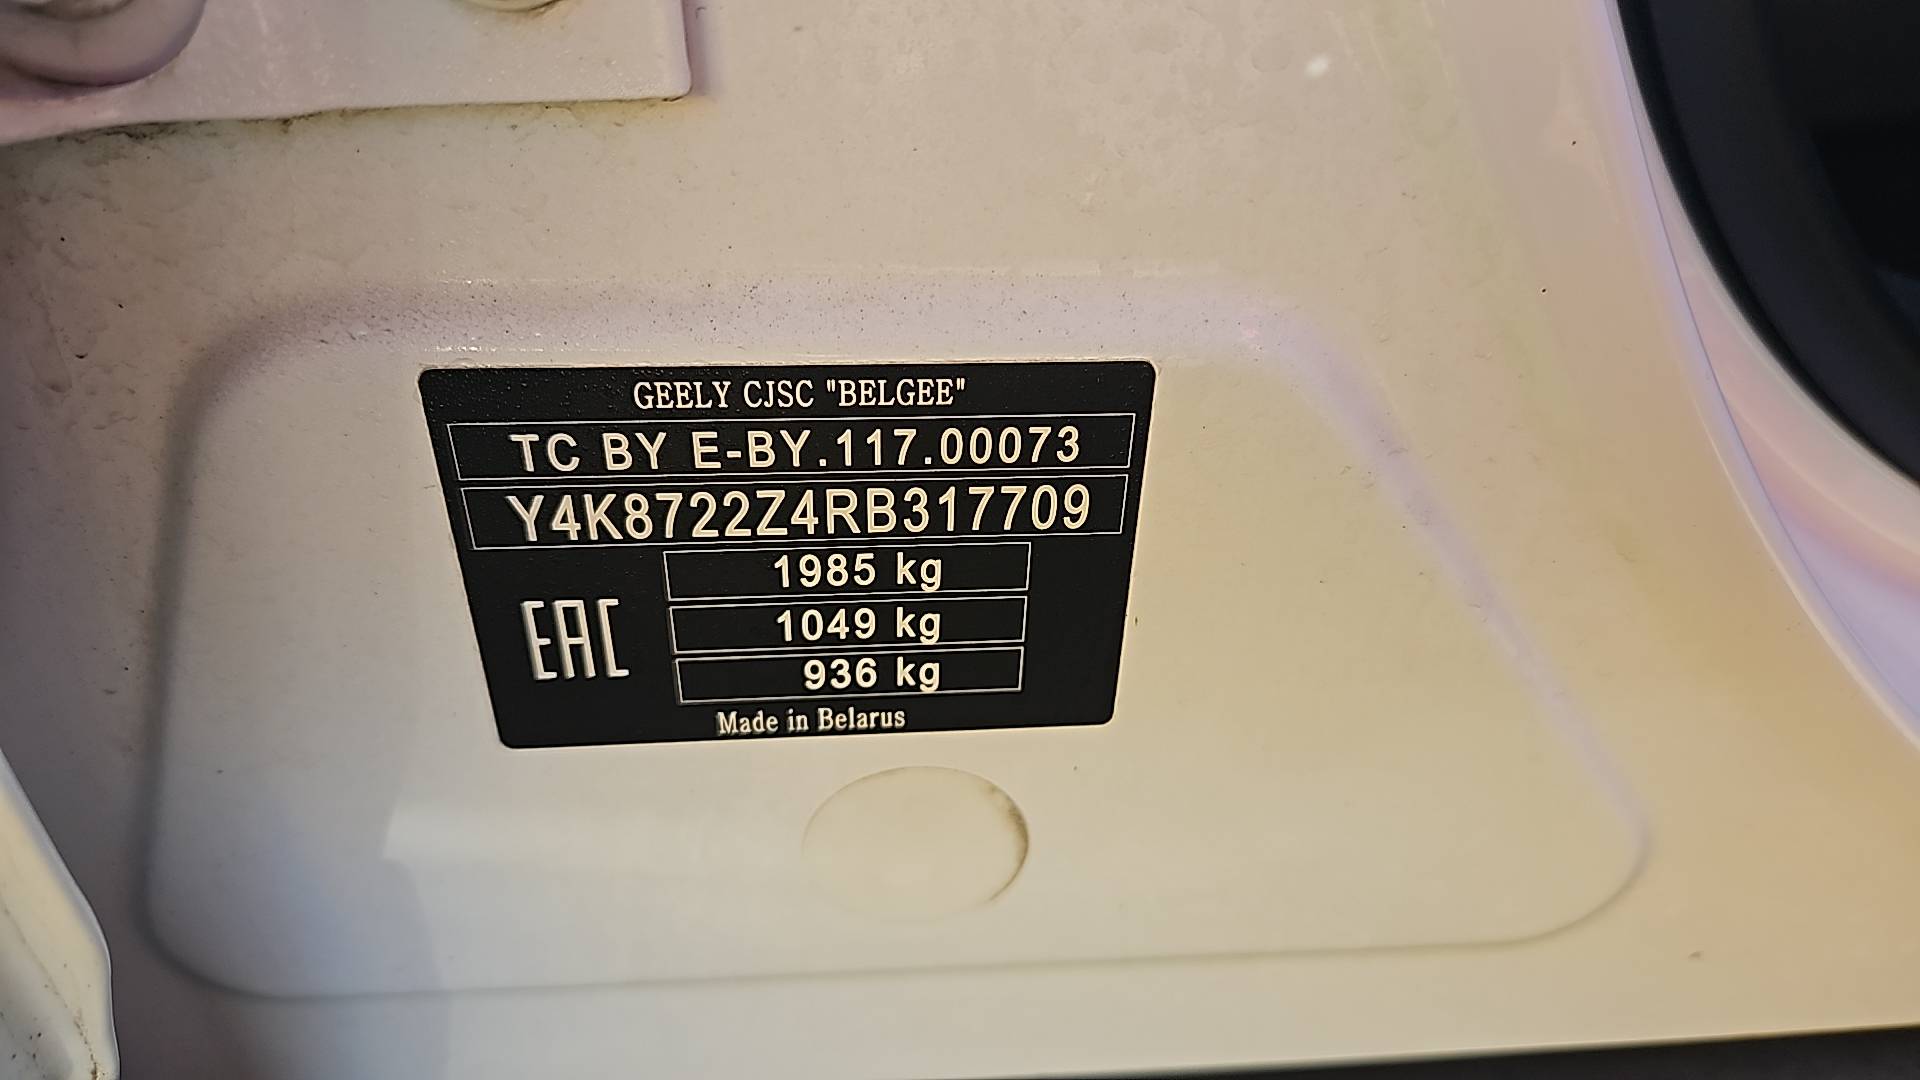 GEELY CJSC "BELGEE"
TC BY E-BY.117.00073
Y4K8722Z4RB317709
1985 kg
EAC
1049 kg
936 kg
Made in Belarus